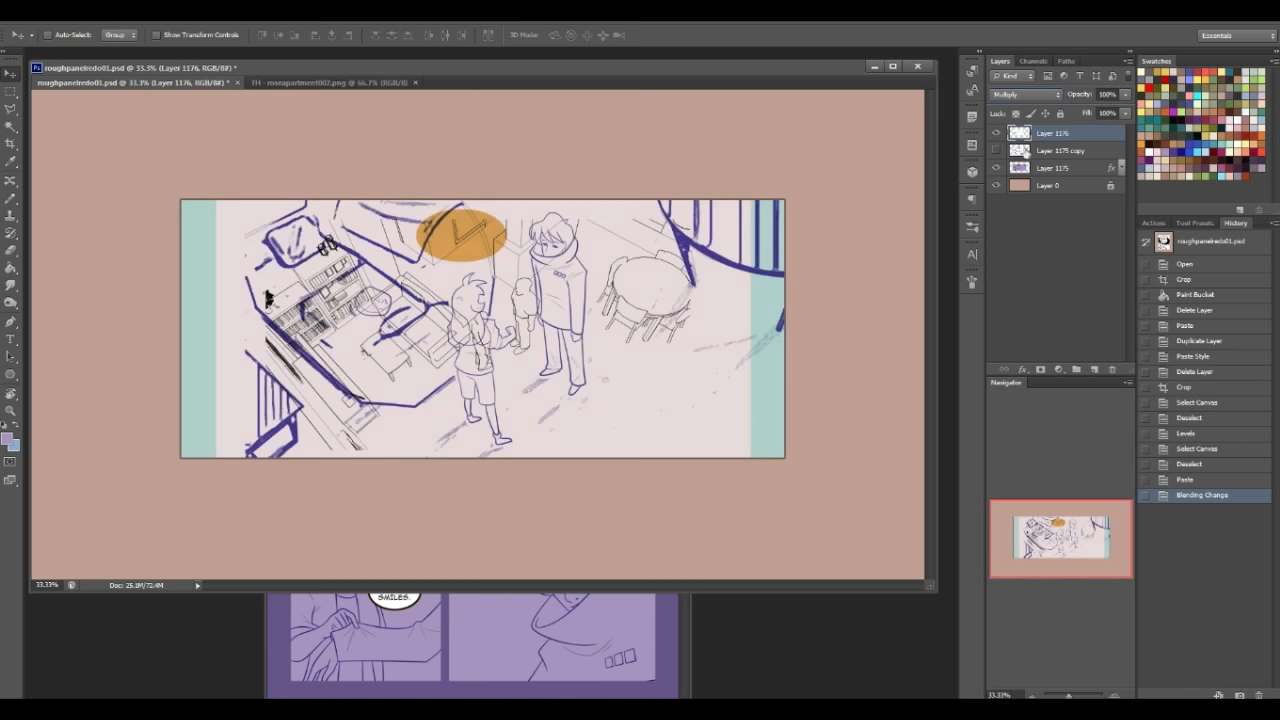 Auto-Select: Group Show Transform Controls 3D Mode: Essentials
roughpanelredo01.psd @ 33.3% (Layer 1176, RGB/8#) *
roughpanelredo01.psd @ 33.3% (Layer 1176, RGB/8#) * × TH - roseapartment002.png @ 66.7% (RGB/8) ×
Layers Channels Paths
Kind
Multiply Opacity: 100%
Lock: Fill: 100%
Layer 1176
Layer 1175 copy
Layer 1175 fx
Layer 0
Swatches
Actions Tool Presets History
roughpanelredo01.psd
Open
Crop
Paint Bucket
Delete Layer
Paste
Duplicate Layer
Paste Style
Delete Layer
Crop
Select Canvas
Deselect
Levels
Select Canvas
Deselect
Paste
Blending Change
Navigator
33.33%
33.33% Doc: 25.1M/72.4M
SMILES.